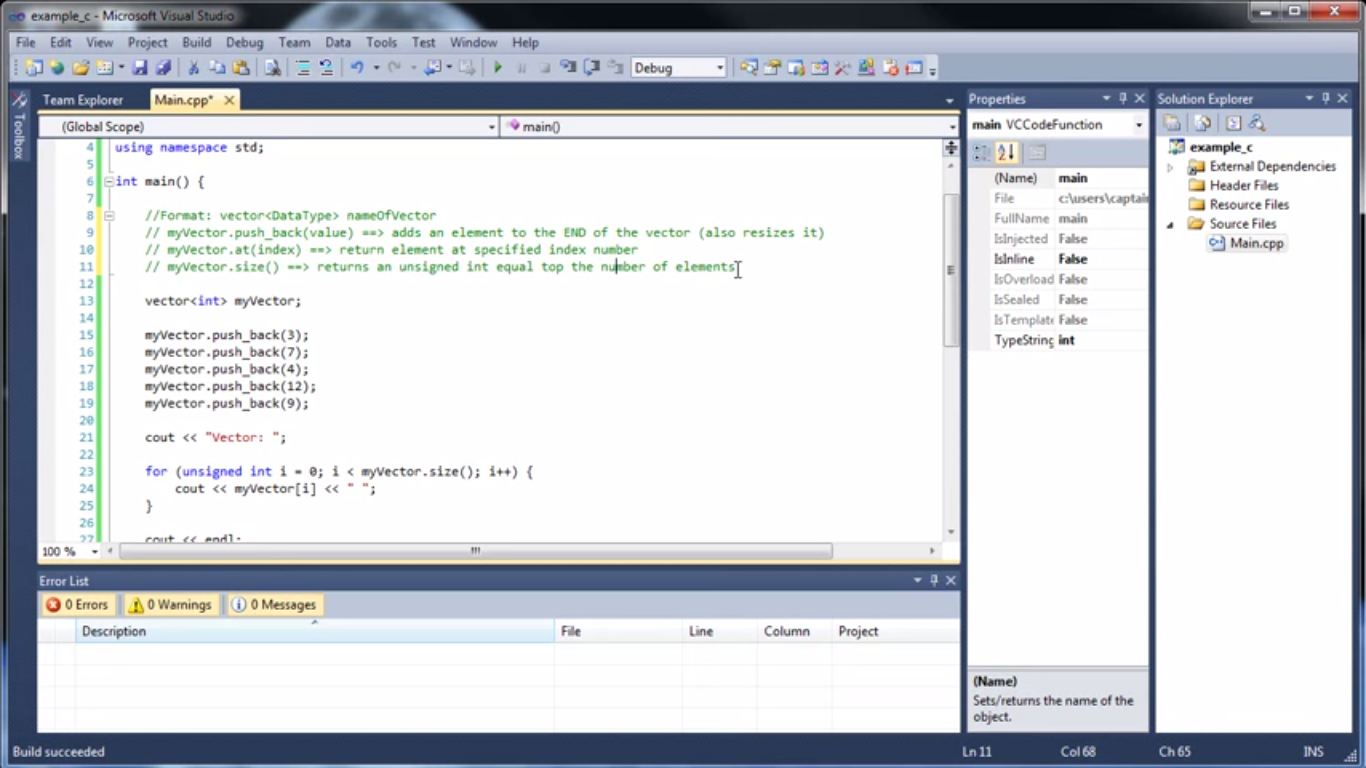 example_c - Microsoft Visual Studio
File Edit View Project Build Debug Team Data Tools Test Window Help
Debug
Toolbox
Team Explorer Main.cpp*
(Global Scope) main()
4 using namespace std;
5
6 int main() {
7
8 //Format: vector<DataType> nameOfVector
9 // myVector.push_back(value) ==> adds an element to the END of the vector (also resizes it)
10 // myVector.at(index) ==> return element at specified index number
11 // myVector.size() ==> returns an unsigned int equal top the number of elements
12
13 vector<int> myVector;
14
15 myVector.push_back(3);
16 myVector.push_back(7);
17 myVector.push_back(4);
18 myVector.push_back(12);
19 myVector.push_back(9);
20
21 cout << "Vector: ";
22
23 for (unsigned int i = 0; i < myVector.size(); i++) {
24 cout << myVector[i] << " ";
25 }
26
27 cout << endl;
100 %
Error List
0 Errors 0 Warnings 0 Messages
Description File Line Column Project
Properties
main VCCodeFunction
(Name) main
File c:\users\captain
FullName main
IsInjected False
IsInline False
IsOverload False
IsSealed False
IsTemplate False
TypeString int
(Name)
Sets/returns the name of the
object.
Solution Explorer
example_c
External Dependencies
Header Files
Resource Files
Source Files
Main.cpp
Build succeeded Ln 11 Col 68 Ch 65 INS